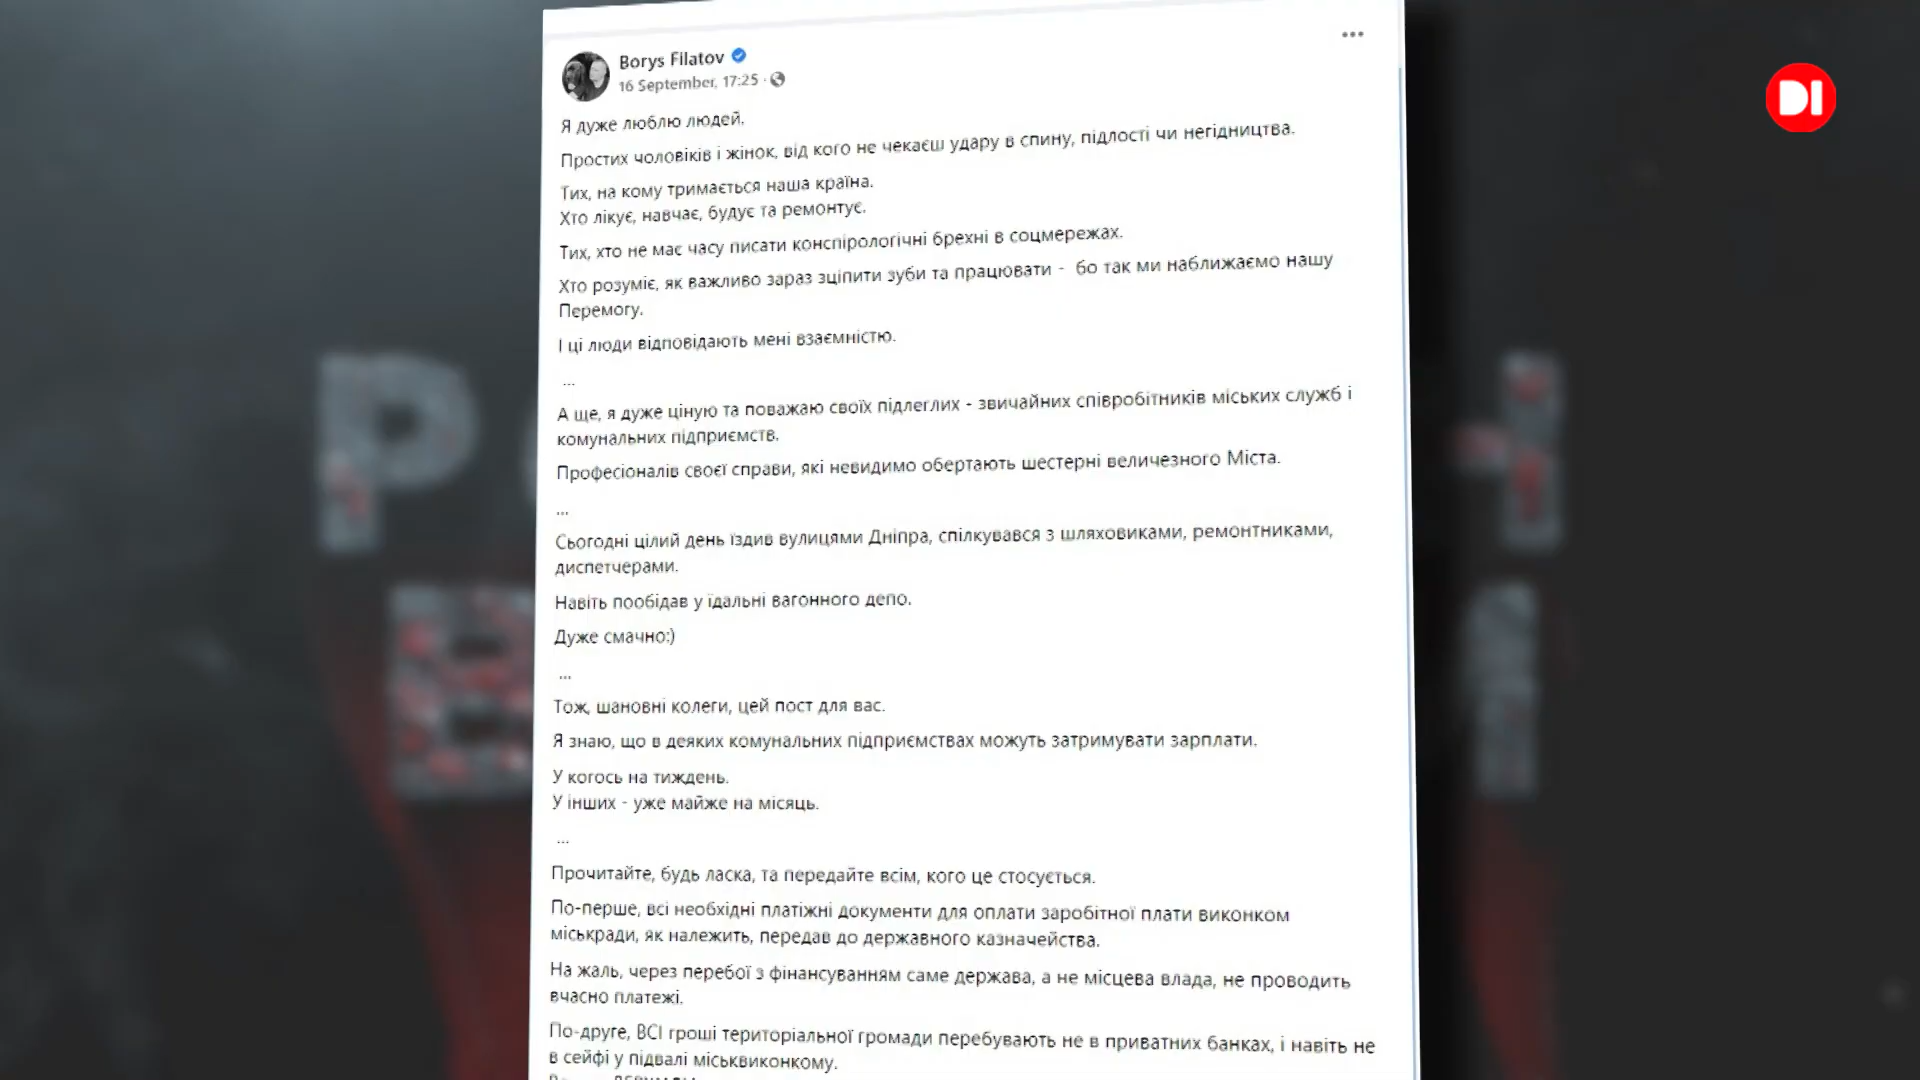 Borys Filatov
16 September, 17:25
DI
Я дуже люблю людей.
Простих чоловіків і жінок, від кого не чекаєш удару в спину, підлості чи негідництва.
Тих, на кому тримається наша країна.
Хто лікує, навчає, будує та ремонтує.
Тих, хто не має часу писати конспірологічні брехні в соцмережах.
Хто розуміє, як важливо зараз зціпити зуби та працювати - бо так ми наближаємо нашу
Перемогу.
І ці люди відповідають мені взаємністю.
...
А ще, я дуже ціную та поважаю своїх підлеглих - звичайних співробітників міських служб і
комунальних підприємств.
Професіоналів своєї справи, які невидимо обертають шестерні величезного Міста.
...
Сьогодні цілий день їздив вулицями Дніпра, спілкувався з шляховиками, ремонтниками,
диспетчерами.
Навіть пообідав у їдальні вагонного депо.
Дуже смачно:)
...
Тож, шановні колеги, цей пост для вас.
Я знаю, що в деяких комунальних підприємствах можуть затримувати зарплати.
У когось на тиждень.
У інших - уже майже на місяць.
...
Прочитайте, будь ласка, та передайте всім, кого це стосується.
По-перше, всі необхідні платіжні документи для оплати заробітної плати виконком
міськради, як належить, передав до державного казначейства.
На жаль, через перебої з фінансуванням саме держава, а не місцева влада, не проводить
вчасно платежі.
По-друге, ВСІ гроші територіальної громади перебувають не в приватних банках, і навіть не
в сейфі у підвалі міськвиконкому.